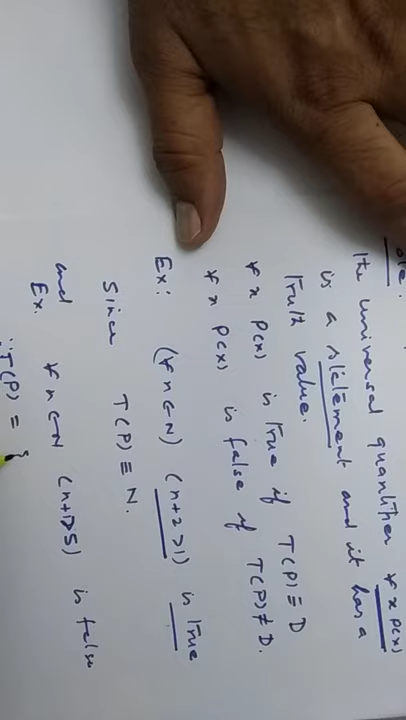 ole.
the universal quantifier ∀x P(x)
is a statement and it has a
Truth value.
∀x P(x) is true if T(P) ≡ D
∀x P(x) is false if T(P) ≠ D.
Ex: (∀n∈N) (n+2>1) is true
Since T(P) ≡ N.
and
Ex. ∀n∈N (n+1>5) is false
∵ T(P) = {